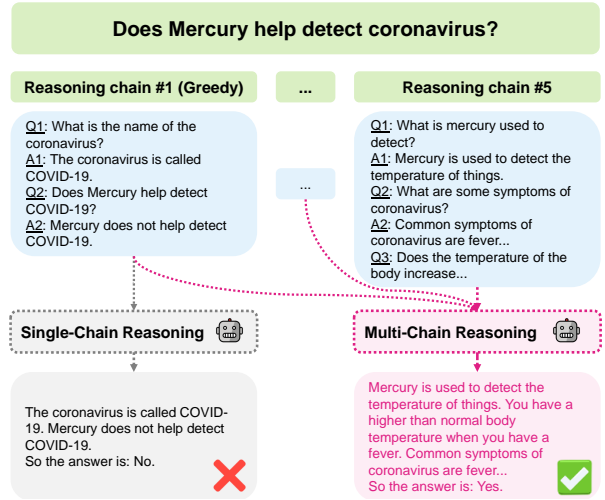 Does Mercury help detect coronavirus?
Reasoning chain #1 (Greedy)
...
Reasoning chain #5
Q1: What is the name of the
coronavirus?
A1: The coronavirus is called
COVID-19.
Q2: Does Mercury help detect
COVID-19?
A2: Mercury does not help detect
COVID-19.
...
Q1: What is mercury used to
detect?
A1: Mercury is used to detect the
temperature of things.
Q2: What are some symptoms of
coronavirus?
A2: Common symptoms of
coronavirus are fever...
Q3: Does the temperature of the
body increase...
Single-Chain Reasoning
Multi-Chain Reasoning
The coronavirus is called COVID-
19. Mercury does not help detect
COVID-19.
So the answer is: No.
Mercury is used to detect the
temperature of things. You have a
higher than normal body
temperature when you have a
fever. Common symptoms of
coronavirus are fever...
So the answer is: Yes.